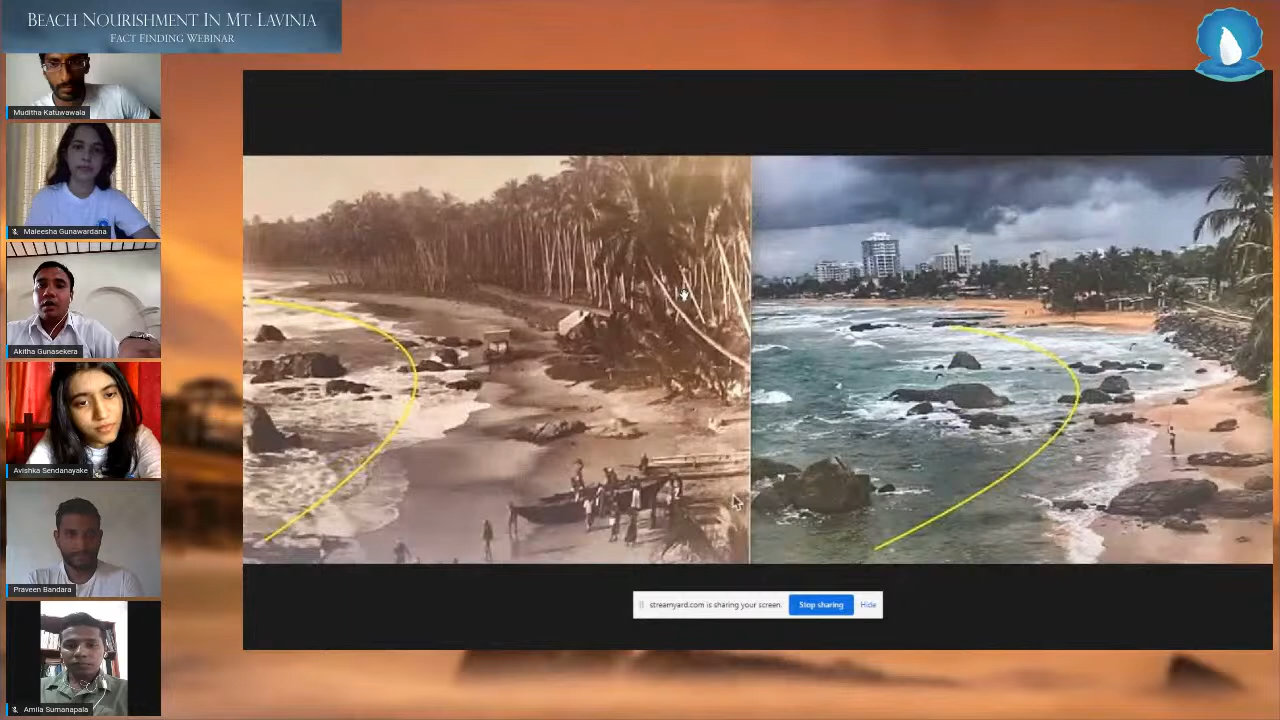 BEACH NOURISHMENT IN MT. LAVINIA
FACT FINDING WEBINAR
Muditha Katuwawala
Maleesha Gunawardana
Akitha Gunasekera
Avishka Sendanayake
Praveen Bandara
Amila Sumanapala
streamyard.com is sharing your screen.
Stop sharing
Hide